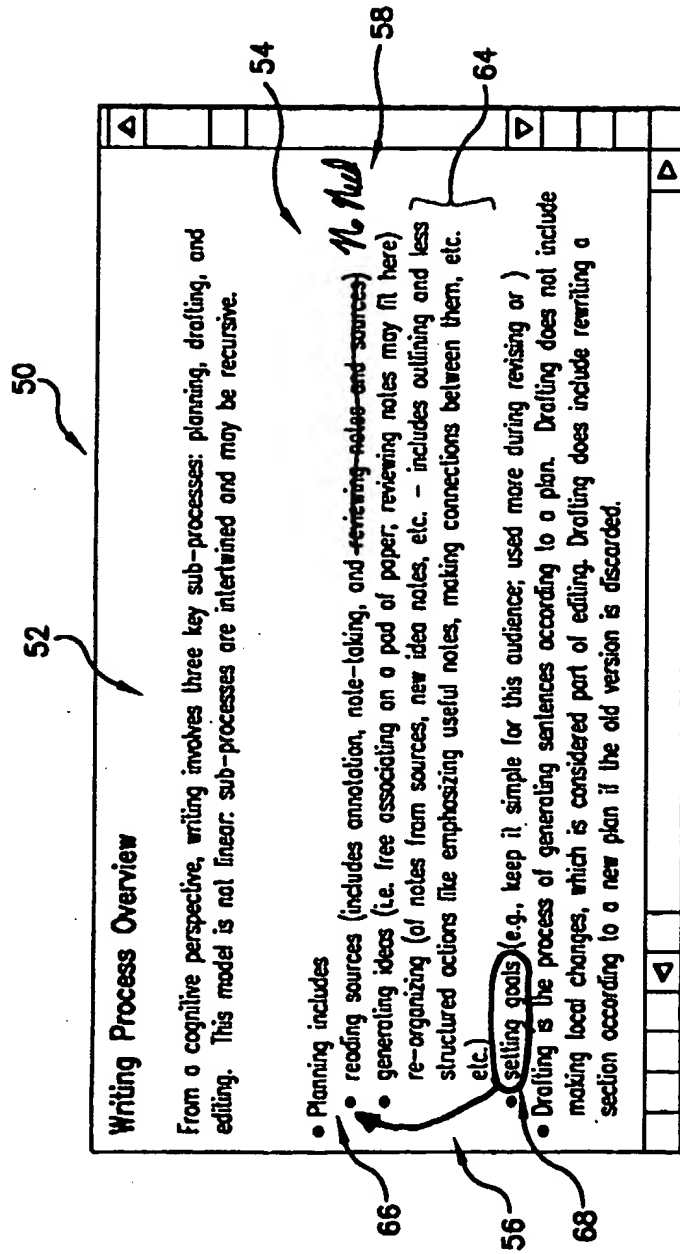 50
52
54
58
64
Writing Process Overview
From a cognitive perspective, writing involves three key sub-processes: planning, drafting, and
editing. This model is not linear: sub-processes are intertwined and may be recursive.
• Planning includes
• reading sources (includes annotation, note-taking, and reviewing notes and sources) No Need
• generating ideas (i.e. free associating on a pad of paper; reviewing notes may fit here)
re-organizing (of notes from sources, new idea notes, etc. - includes outlining and less
structured actions like emphasizing useful notes, making connections between them, etc.
etc.)
• setting goals (e.g., keep it simple for this audience; used more during revising or )
• Drafting is the process of generating sentences according to a plan. Drafting does not include
making local changes, which is considered part of editing. Drafting does include rewriting a
section according to a new plan if the old version is discarded.
66
56
68